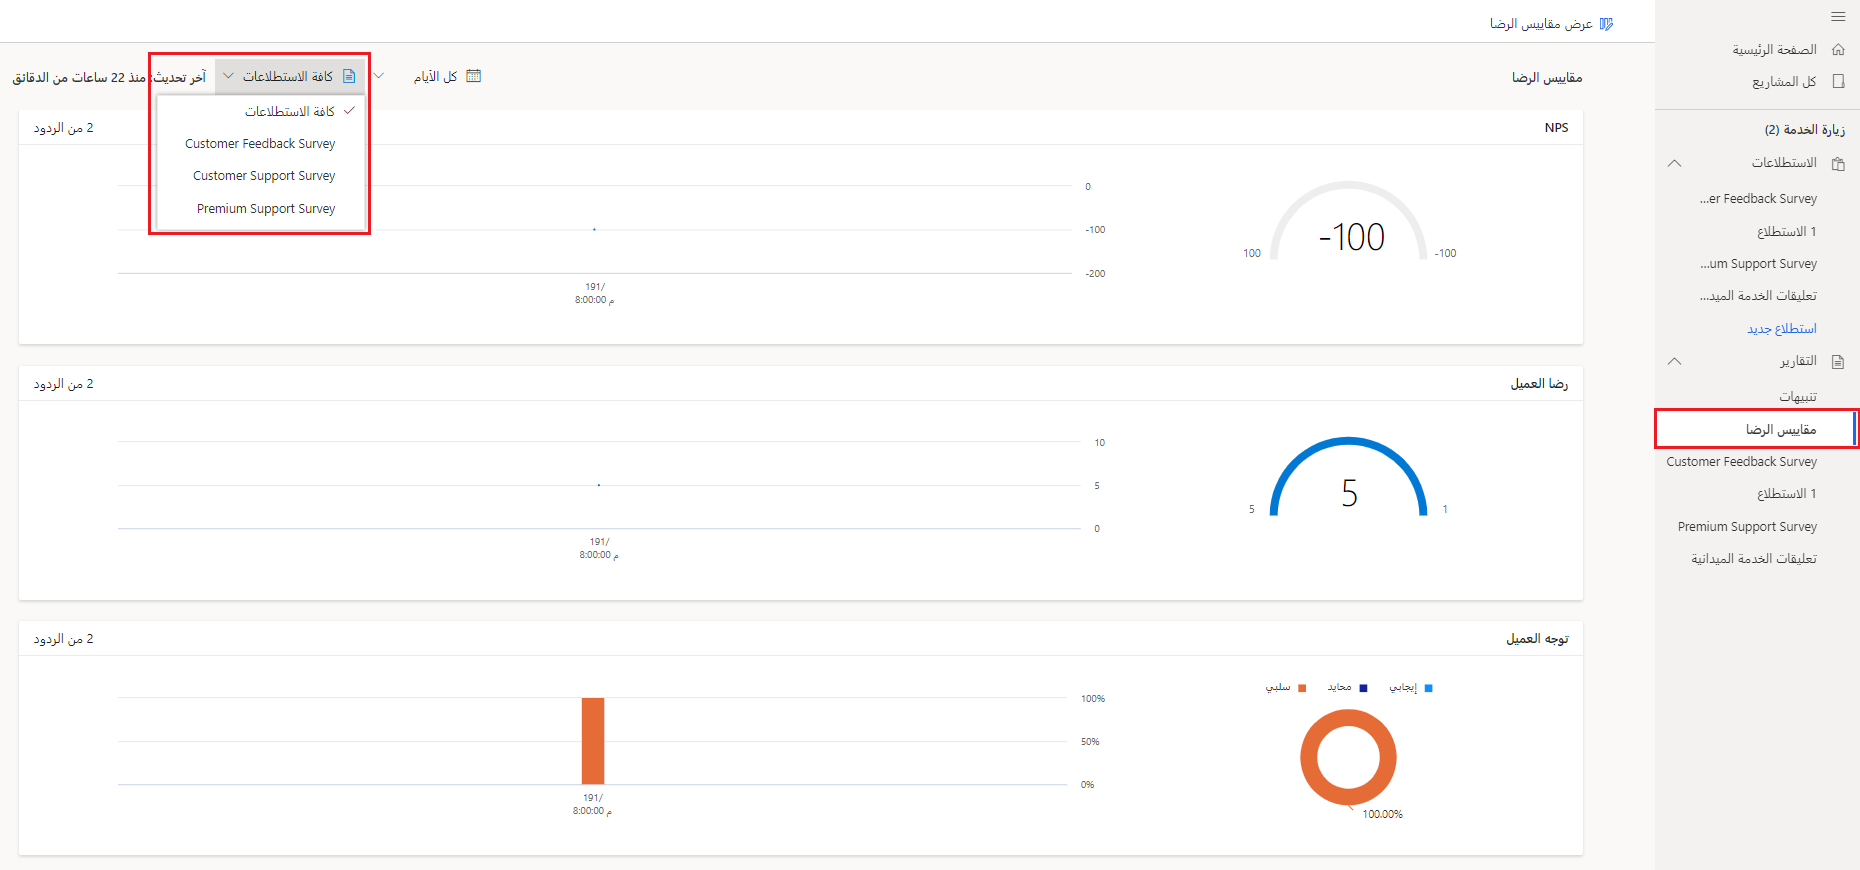 عرض مقاييس الرضا
الصفحة الرئيسية
كل المشاريع
زيارة الخدمة (2)
الاستطلاعات
...er Feedback Survey
الاستطلاع 1
...um Support Survey
تعليقات الخدمة الميد...
استطلاع جديد
التقارير
تنبيهات
مقاييس الرضا
Customer Feedback Survey
الاستطلاع 1
Premium Support Survey
تعليقات الخدمة الميدانية
مقاييس الرضا
كل الأيام
كافة الاستطلاعات
آخر تحديث: منذ 22 ساعات من الدقائق
كافة الاستطلاعات
Customer Feedback Survey
Customer Support Survey
Premium Support Survey
NPS
2 من الردود
-100
100
-100
0
-100
-200
191/
8:00:00 م
رضا العميل
2 من الردود
5
5
1
10
5
0
191/
8:00:00 م
توجه العميل
2 من الردود
إيجابي
محايد
سلبي
100.00%
100%
50%
0%
191/
8:00:00 م